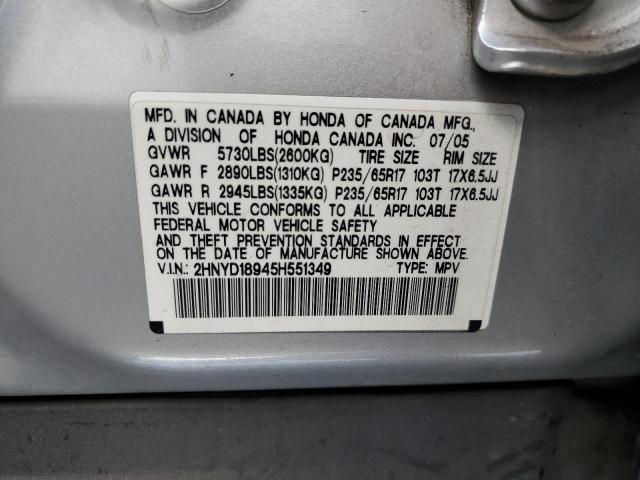 MFD. IN CANADA BY HONDA OF CANADA MFG.,
A DIVISION OF HONDA CANADA INC. 07/05
GVWR 5730LBS(2600KG) TIRE SIZE RIM SIZE
GAWR F 2890LBS(1310KG) P235/65R17 103T 17X6.5JJ
GAWR R 2945LBS(1335KG) P235/65R17 103T 17X6.5JJ
THIS VEHICLE CONFORMS TO ALL APPLICABLE
FEDERAL MOTOR VEHICLE SAFETY
AND THEFT PREVENTION STANDARDS IN EFFECT
ON THE DATE OF MANUFACTURE SHOWN ABOVE.
V.I.N.: 2HNYD18945H551349 TYPE: MPV